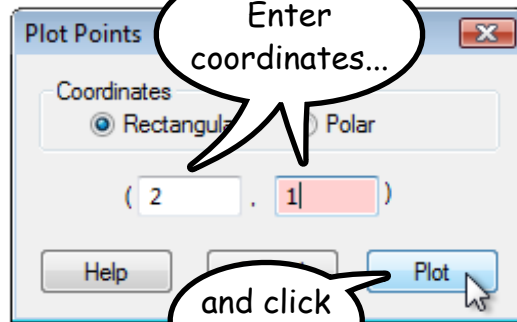 Plot Points
Enter
coordinates...
Coordinates
Rectangula
Polar
( 2 , 1 )
Help
Plot
and click